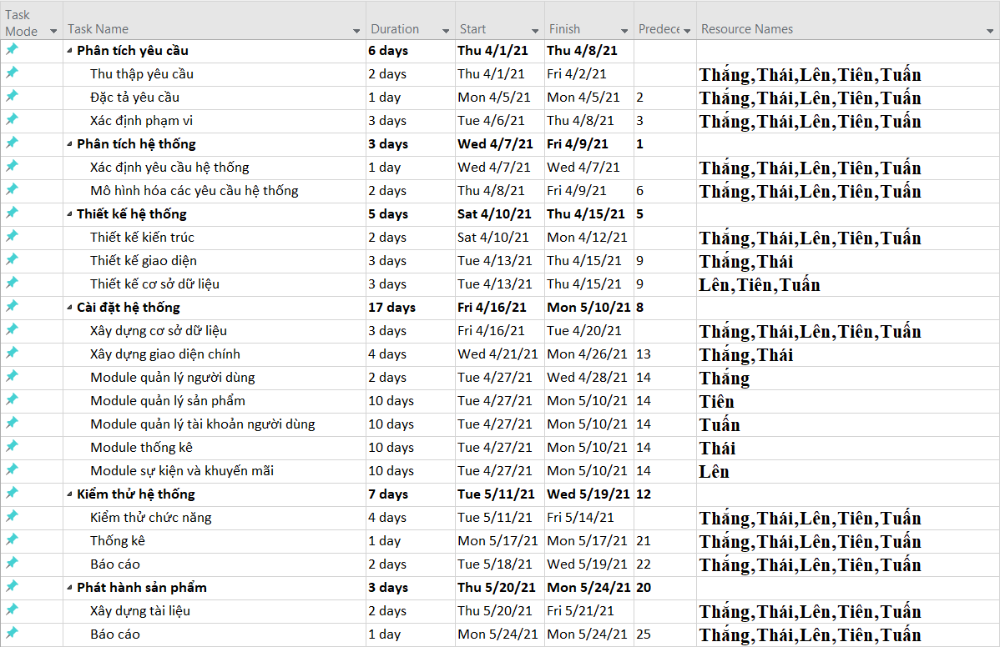 Task Mode Task Name Duration Start Finish Predece Resource Names
Phân tích yêu cầu 6 days Thu 4/1/21 Thu 4/8/21
Thu thập yêu cầu 2 days Thu 4/1/21 Fri 4/2/21 Thắng,Thái,Lên,Tiên,Tuấn
Đặc tả yêu cầu 1 day Mon 4/5/21 Mon 4/5/21 2 Thắng,Thái,Lên,Tiên,Tuấn
Xác định phạm vi 3 days Tue 4/6/21 Thu 4/8/21 3 Thắng,Thái,Lên,Tiên,Tuấn
Phân tích hệ thống 3 days Wed 4/7/21 Fri 4/9/21 1
Xác định yêu cầu hệ thống 1 day Wed 4/7/21 Wed 4/7/21 Thắng,Thái,Lên,Tiên,Tuấn
Mô hình hóa các yêu cầu hệ thống 2 days Thu 4/8/21 Fri 4/9/21 6 Thắng,Thái,Lên,Tiên,Tuấn
Thiết kế hệ thống 5 days Sat 4/10/21 Thu 4/15/21 5
Thiết kế kiến trúc 2 days Sat 4/10/21 Mon 4/12/21 Thắng,Thái,Lên,Tiên,Tuấn
Thiết kế giao diện 3 days Tue 4/13/21 Thu 4/15/21 9 Thắng,Thái
Thiết kế cơ sở dữ liệu 3 days Tue 4/13/21 Thu 4/15/21 9 Lên,Tiên,Tuấn
Cài đặt hệ thống 17 days Fri 4/16/21 Mon 5/10/21 8
Xây dựng cơ sở dữ liệu 3 days Fri 4/16/21 Tue 4/20/21 Thắng,Thái,Lên,Tiên,Tuấn
Xây dựng giao diện chính 4 days Wed 4/21/21 Mon 4/26/21 13 Thắng,Thái
Module quản lý người dùng 2 days Tue 4/27/21 Wed 4/28/21 14 Thắng
Module quản lý sản phẩm 10 days Tue 4/27/21 Mon 5/10/21 14 Tiên
Module quản lý tài khoản người dùng 10 days Tue 4/27/21 Mon 5/10/21 14 Tuấn
Module thống kê 10 days Tue 4/27/21 Mon 5/10/21 14 Thái
Module sự kiện và khuyến mãi 10 days Tue 4/27/21 Mon 5/10/21 14 Lên
Kiểm thử hệ thống 7 days Tue 5/11/21 Wed 5/19/21 12
Kiểm thử chức năng 4 days Tue 5/11/21 Fri 5/14/21 Thắng,Thái,Lên,Tiên,Tuấn
Thống kê 1 day Mon 5/17/21 Mon 5/17/21 21 Thắng,Thái,Lên,Tiên,Tuấn
Báo cáo 2 days Tue 5/18/21 Wed 5/19/21 22 Thắng,Thái,Lên,Tiên,Tuấn
Phát hành sản phẩm 3 days Thu 5/20/21 Mon 5/24/21 20
Xây dựng tài liệu 2 days Thu 5/20/21 Fri 5/21/21 Thắng,Thái,Lên,Tiên,Tuấn
Báo cáo 1 day Mon 5/24/21 Mon 5/24/21 25 Thắng,Thái,Lên,Tiên,Tuấn